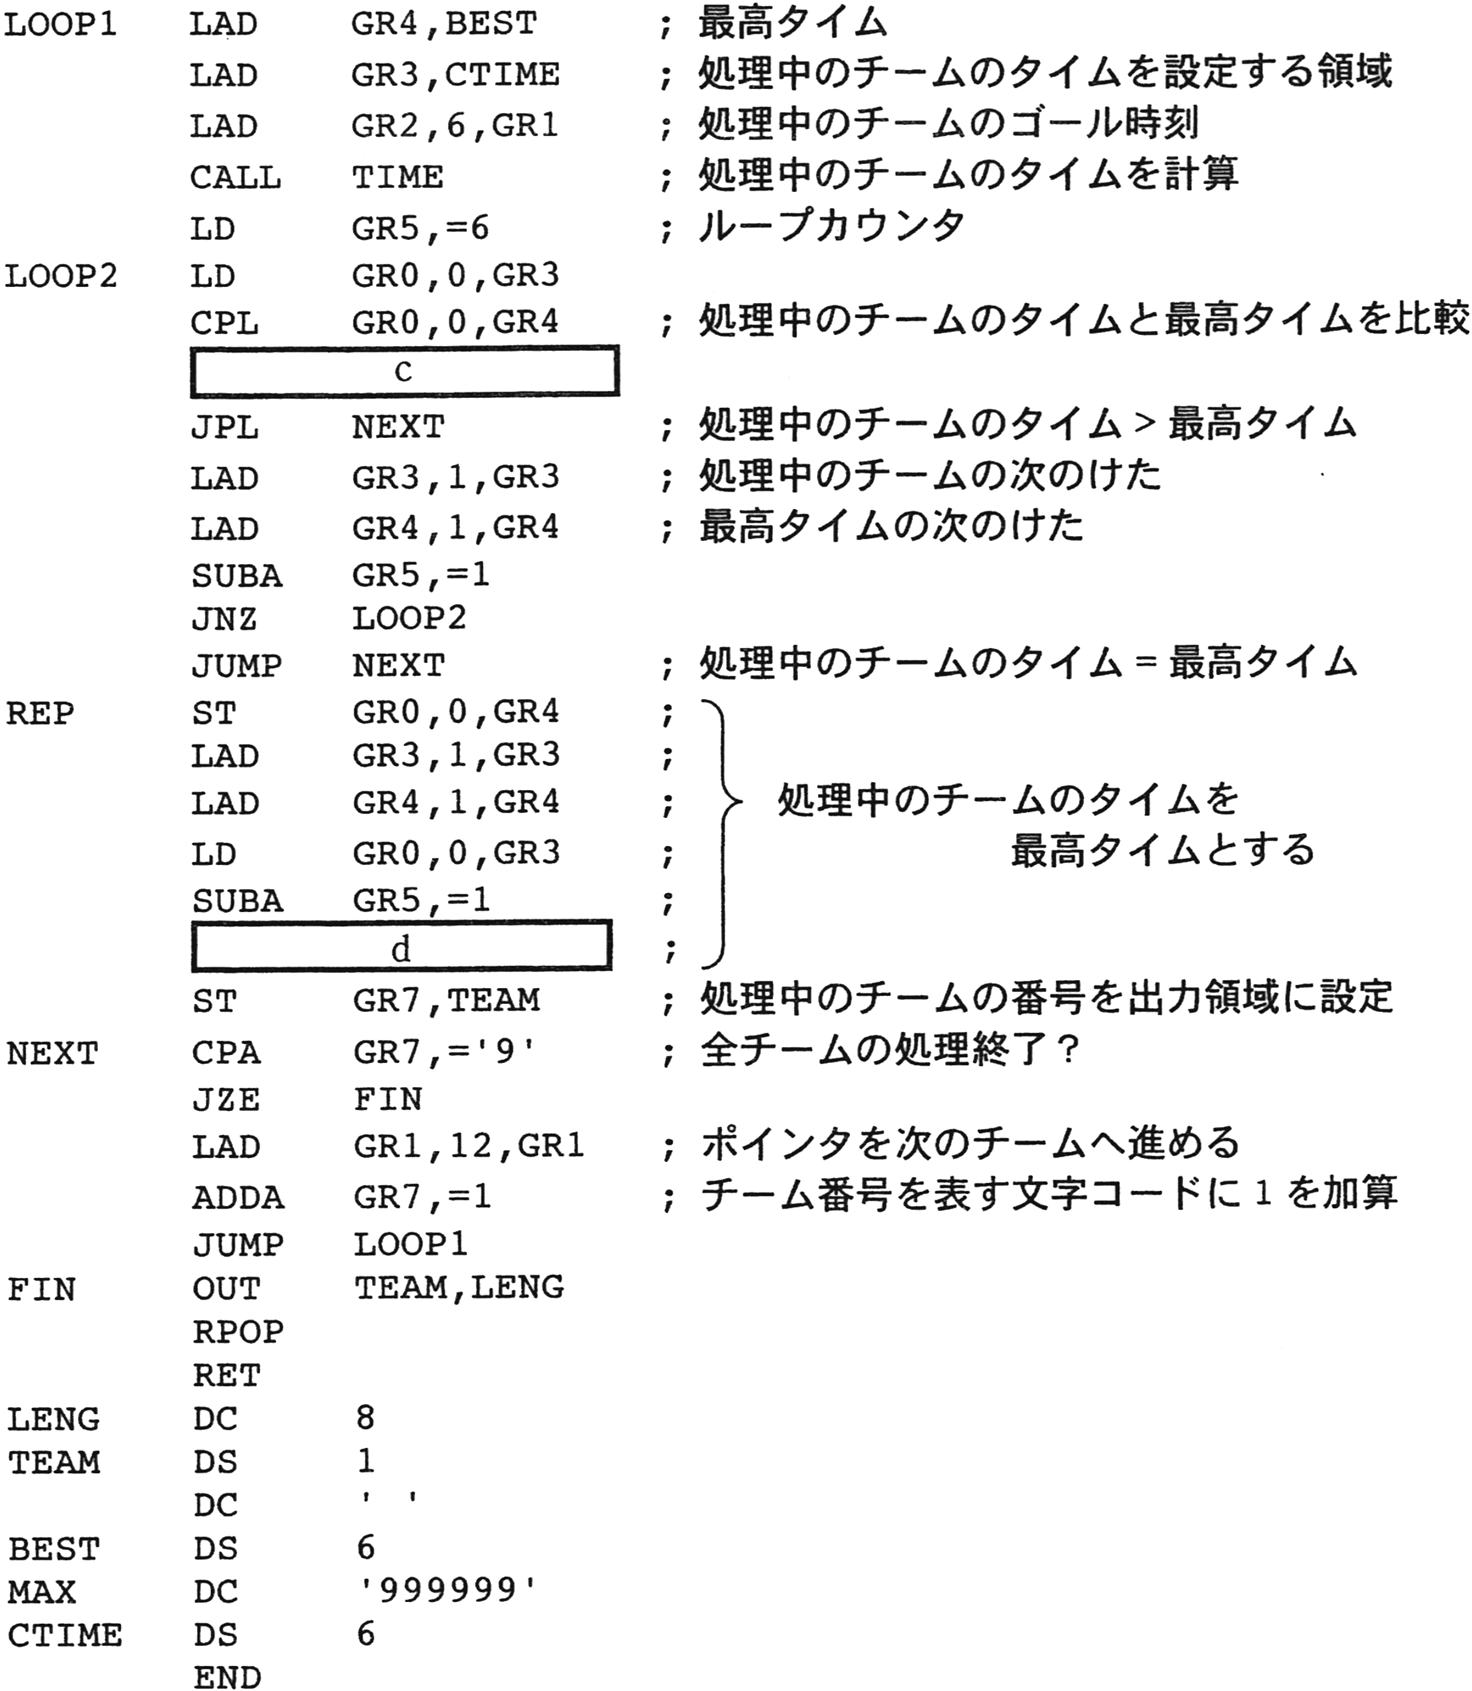 LOOP1 LAD GR4,BEST ; 最高タイム
LAD GR3,CTIME ; 処理中のチームのタイムを設定する領域
LAD GR2,6,GR1 ; 処理中のチームのゴール時刻
CALL TIME ; 処理中のチームのタイムを計算
LD GR5,=6 ; ループカウンタ
LOOP2 LD GR0,0,GR3
CPL GR0,0,GR4 ; 処理中のチームのタイムと最高タイムを比較
c
JPL NEXT ; 処理中のチームのタイム > 最高タイム
LAD GR3,1,GR3 ; 処理中のチームの次のけた
LAD GR4,1,GR4 ; 最高タイムの次のけた
SUBA GR5,=1
JNZ LOOP2
JUMP NEXT ; 処理中のチームのタイム = 最高タイム
REP ST GR0,0,GR4 ;
LAD GR3,1,GR3 ;
LAD GR4,1,GR4 ; 処理中のチームのタイムを
LD GR0,0,GR3 ; 最高タイムとする
SUBA GR5,=1 ;
d ;
ST GR7,TEAM ; 処理中のチームの番号を出力領域に設定
NEXT CPA GR7,='9' ; 全チームの処理終了？
JZE FIN
LAD GR1,12,GR1 ; ポインタを次のチームへ進める
ADDA GR7,=1 ; チーム番号を表す文字コードに 1 を加算
JUMP LOOP1
FIN OUT TEAM,LENG
RPOP
RET
LENG DC 8
TEAM DS 1
DC ' '
BEST DS 6
MAX DC '999999'
CTIME DS 6
END